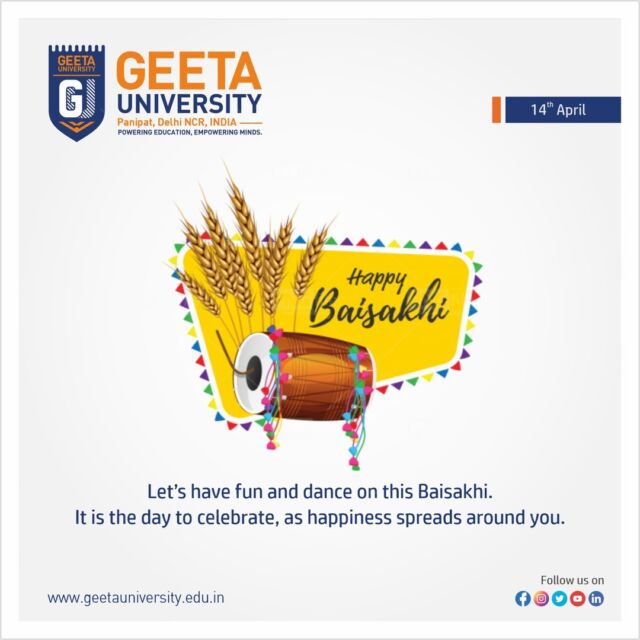 GEETA
UNIVERSITY
GU
GEETA
UNIVERSITY
Panipat, Delhi NCR, INDIA
POWERING EDUCATION, EMPOWERING MINDS.
14th April
Happy
Baisakhi
Let's have fun and dance on this Baisakhi.
It is the day to celebrate, as happiness spreads around you.
Follow us on
www.geetauniversity.edu.in